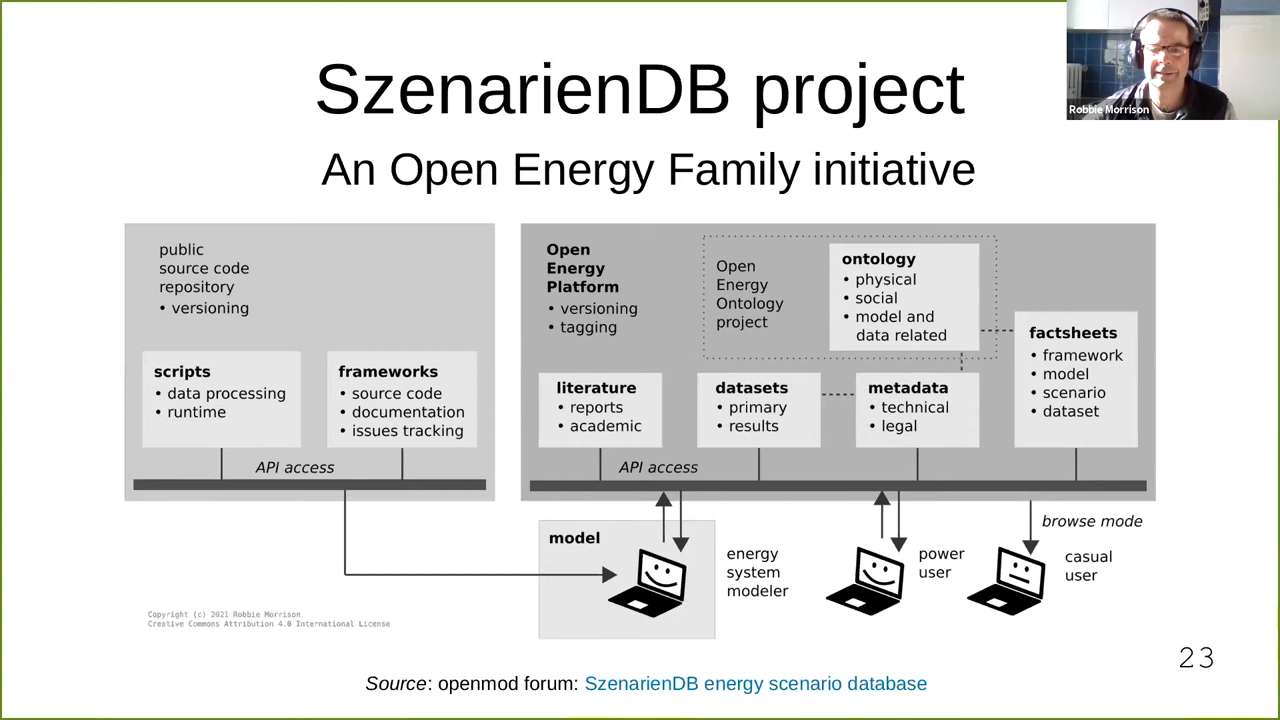 SzenarienDB project
An Open Energy Family initiative
Robbie Morrison
public
source code
repository
• versioning
scripts
• data processing
• runtime
frameworks
• source code
• documentation
• issues tracking
API access
Open
Energy
Platform
• versioning
• tagging
Open
Energy
Ontology
project
ontology
• physical
• social
• model and
data related
factsheets
• framework
• model
• scenario
• dataset
literature
• reports
• academic
datasets
• primary
• results
metadata
• technical
• legal
API access
model
energy
system
modeler
power
user
browse mode
casual
user
Copyright (c) 2021 Robbie Morrison
Creative Commons Attribution 4.0 International License
23
Source: openmod forum: SzenarienDB energy scenario database